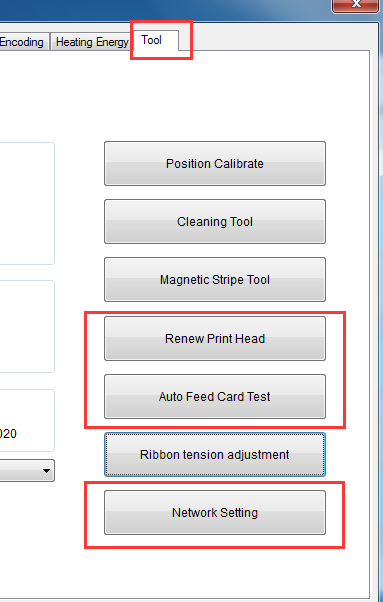 Encoding Heating Energy Tool
Position Calibrate
Cleaning Tool
Magnetic Stripe Tool
Renew Print Head
Auto Feed Card Test
020
Ribbon tension adjustment
Network Setting